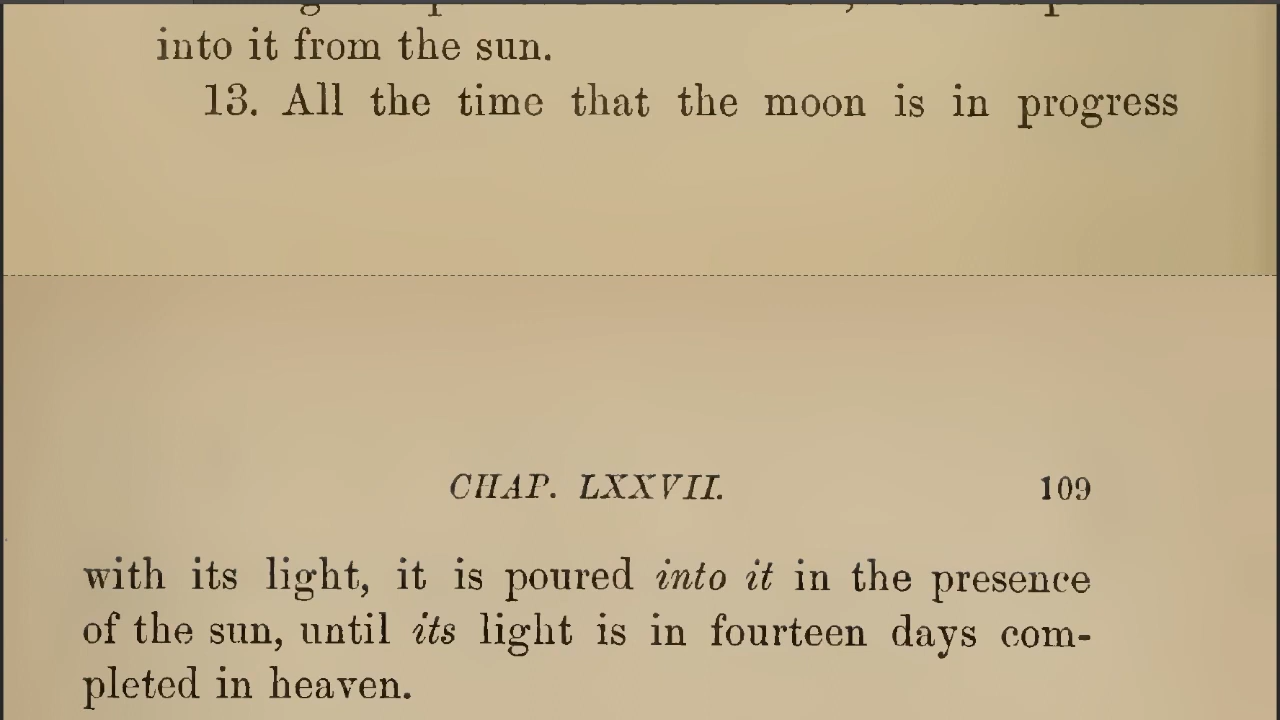 into it from the sun.
13. All the time that the moon is in progress
CHAP. LXXVII. 109
with its light, it is poured into it in the presence
of the sun, until its light is in fourteen days com-
pleted in heaven.